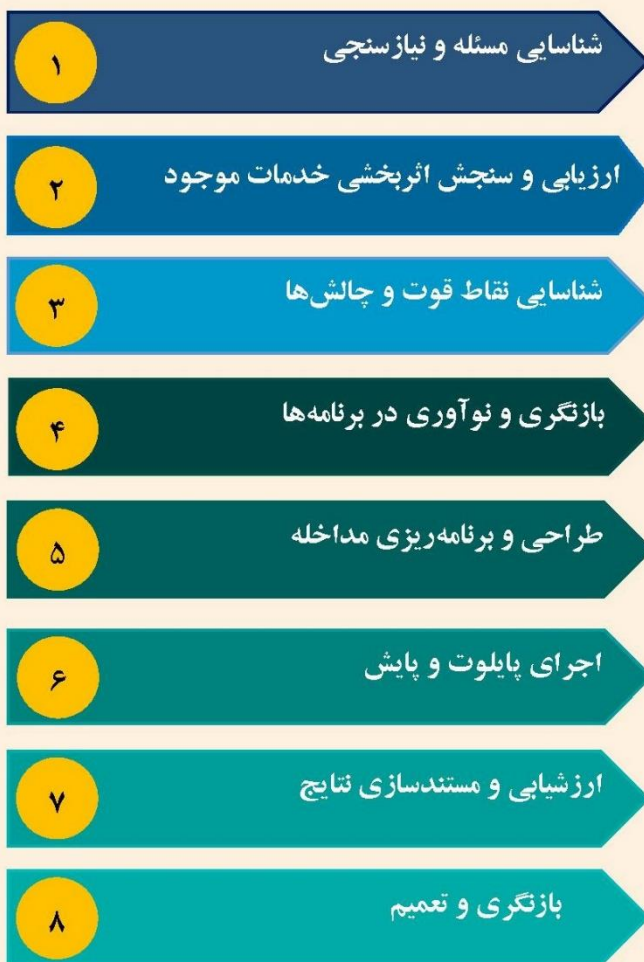 ۱
شناسایی مسئله و نیازسنجی
۲
ارزیابی و سنجش اثربخشی خدمات موجود
۳
شناسایی نقاط قوت و چالش‌ها
۴
بازنگری و نوآوری در برنامه‌ها
۵
طراحی و برنامه‌ریزی مداخله
۶
اجرای پایلوت و پایش
۷
ارزشیابی و مستندسازی نتایج
۸
بازنگری و تعمیم